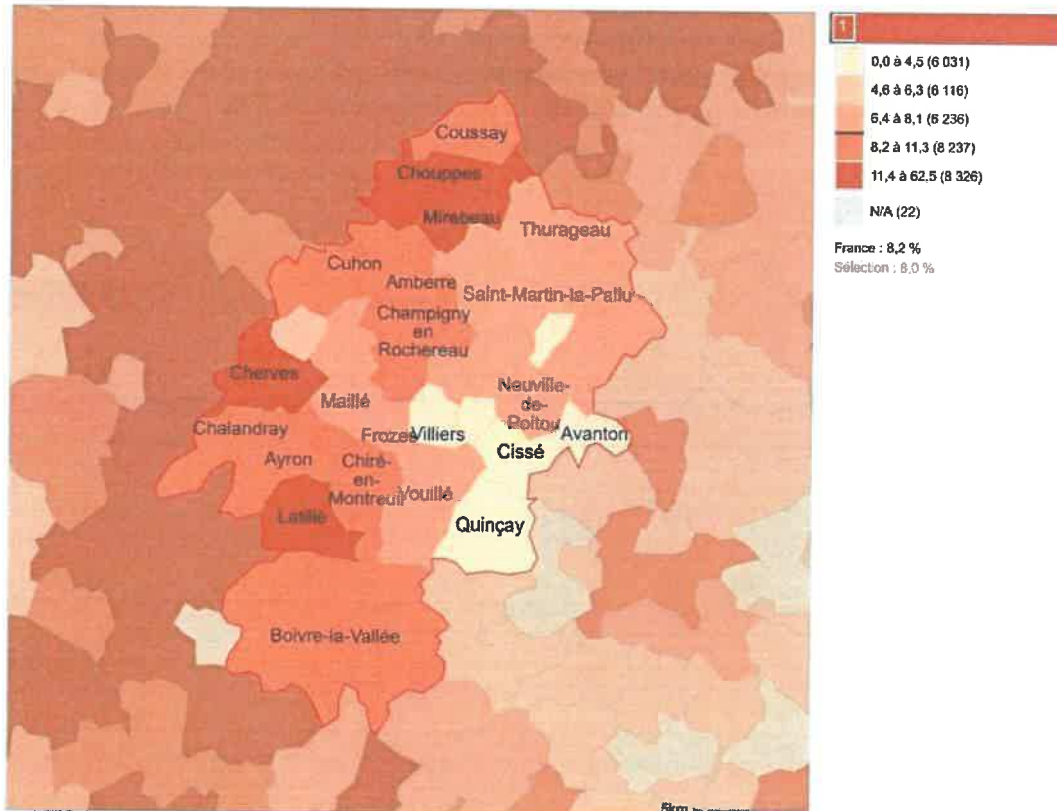 1
0,0 à 4,5 (6 031)
4,6 à 6,3 (6 116)
6,4 à 8,1 (6 236)
8,2 à 11,3 (8 237)
11,4 à 62,5 (8 326)
N/A (22)
France : 8,2 %
Sélection : 8,0 %
Coussay
Chouppes
Mirebeau
Thurageau
Cuhon
Amberre
Saint-Martin-la-Pallu
Champigny
en
Rochereau
Cherves
Maillé
Neuville-
de-
Poitou
Chalandray
Frozes
Villiers
Avanton
Cissé
Ayron
Chiré-
en-
Montreuil
Vouillé
Latillé
Quinçay
Boivre-la-Vallée
5km